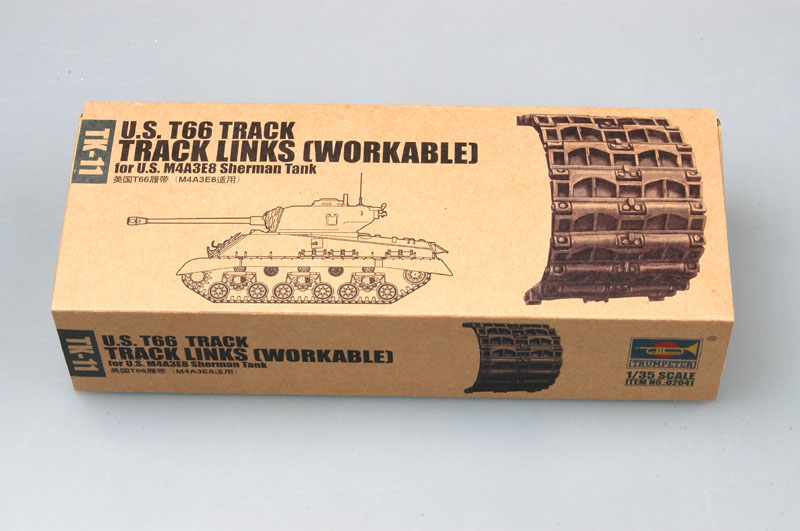 TK-11
U.S. T66 TRACK
TRACK LINKS (WORKABLE)
for U.S. M4A3E8 Sherman Tank
美国T66履带 (M4A3E8适用)
TK-11
U.S. T66 TRACK
TRACK LINKS (WORKABLE)
for U.S. M4A3E8 Sherman Tank
美国T66履带 (M4A3E8适用)
®
TRUMPETER
1/35 SCALE
ITEM NO.:02041